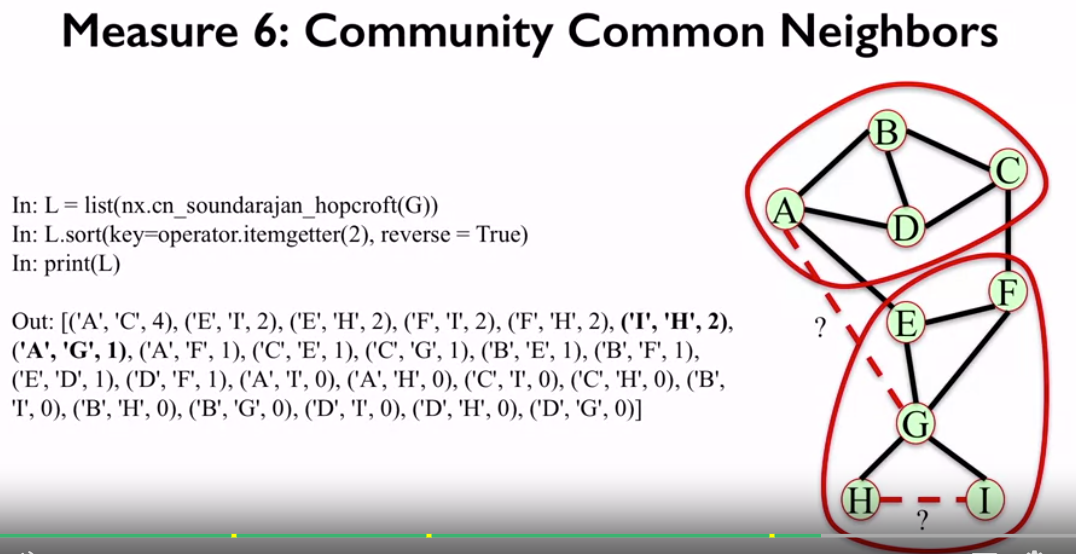 Measure 6: Community Common Neighbors
In: L = list(nx.cn_soundarajan_hopcroft(G))
In: L.sort(key=operator.itemgetter(2), reverse = True)
In: print(L)
Out: [('A', 'C', 4), ('E', 'I', 2), ('E', 'H', 2), ('F', 'I', 2), ('F', 'H', 2), ('I', 'H', 2),
('A', 'G', 1), ('A', 'F', 1), ('C', 'E', 1), ('C', 'G', 1), ('B', 'E', 1), ('B', 'F', 1),
('E', 'D', 1), ('D', 'F', 1), ('A', 'I', 0), ('A', 'H', 0), ('C', 'I', 0), ('C', 'H', 0), ('B',
'I', 0), ('B', 'H', 0), ('B', 'G', 0), ('D', 'I', 0), ('D', 'H', 0), ('D', 'G', 0)]
B
C
A
D
F
E
?
G
H
I
?